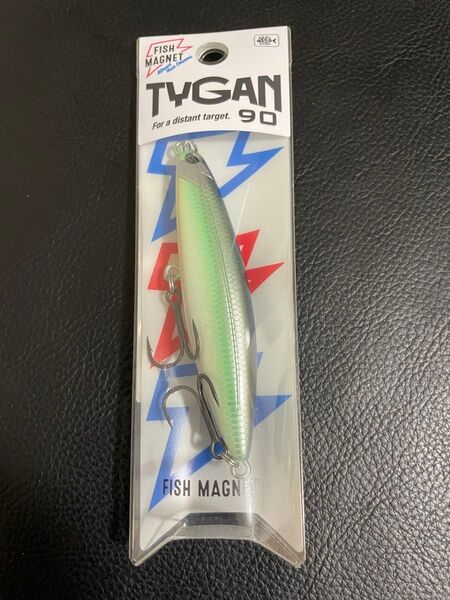 FISH
MAGNET
TYGAN
For a distant target. 90
FISH MAGNET